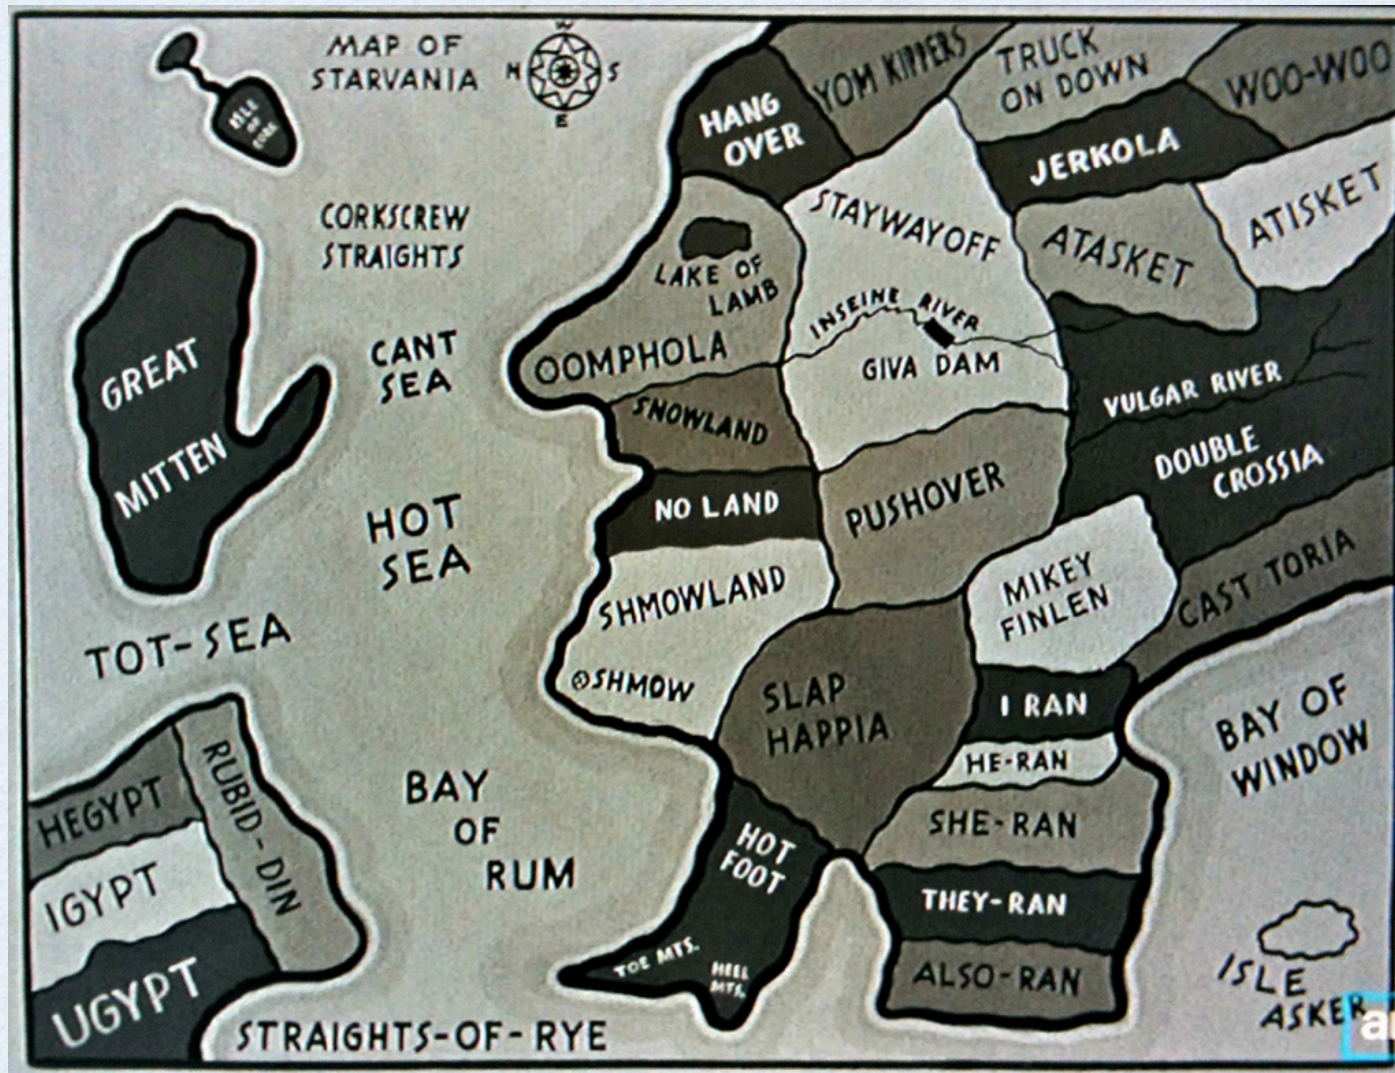 MAP OF
STARVANIA
W
N S
E
ISLE
OF
CORK
HANG
OVER
YOM KIPPERS
TRUCK
ON DOWN
WOO-WOO
JERKOLA
CORKSCREW
STRAIGHTS
STAYWAYOFF
ATASKET
ATISKET
LAKE OF
LAMB
INSEINE RIVER
GREAT
MITTEN
CANT
SEA
OOMPHOLA
GIVA DAM
VULGAR RIVER
SNOWLAND
DOUBLE
CROSSIA
HOT
SEA
NO LAND
PUSHOVER
MIKEY
FINLEN
CAST TORIA
SHMOWLAND
TOT-SEA
SHMOW
SLAP
HAPPIA
I RAN
BAY OF
WINDOW
HE-RAN
HEGYPT
RUBID-DIN
BAY
OF
RUM
SHE-RAN
HOT
FOOT
IGYPT
THEY-RAN
TOE MTS.
HEEL
MTS.
ALSO-RAN
UGYPT
ISLE
ASKER
STRAIGHTS-OF-RYE